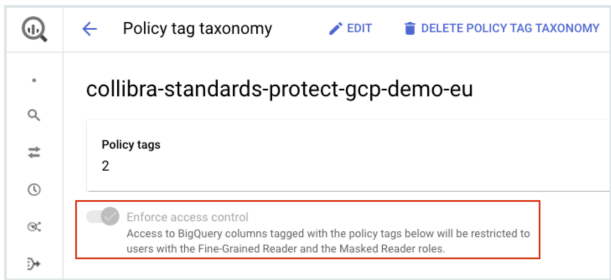 Policy tag taxonomy
EDIT
DELETE POLICY TAG TAXONOMY
collibra-standards-protect-gcp-demo-eu
Policy tags
2
Enforce access control
Access to BigQuery columns tagged with the policy tags below will be restricted to
users with the Fine-Grained Reader and the Masked Reader roles.